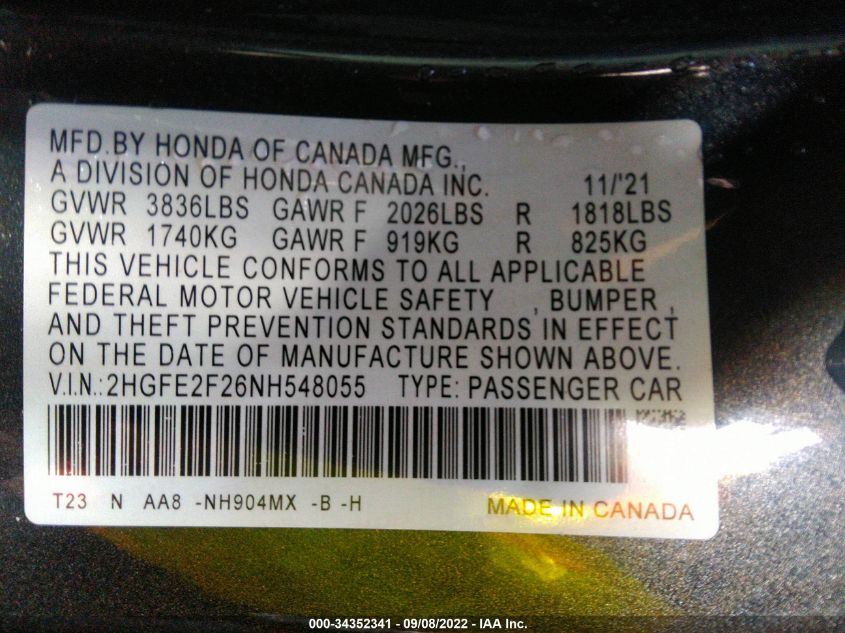 MFD.BY HONDA OF CANADA MFG.,
A DIVISION OF HONDA CANADA INC. 11/'21
GVWR 3836LBS GAWR F 2026LBS R 1818LBS
GVWR 1740KG GAWR F 919KG R 825KG
THIS VEHICLE CONFORMS TO ALL APPLICABLE
FEDERAL MOTOR VEHICLE SAFETY , BUMPER ,
AND THEFT PREVENTION STANDARDS IN EFFECT
ON THE DATE OF MANUFACTURE SHOWN ABOVE.
V.I.N.: 2HGFE2F26NH548055 TYPE: PASSENGER CAR
T23 N AA8 -NH904MX -B -H MADE IN CANADA
000-34352341 - 09/08/2022 - IAA Inc.